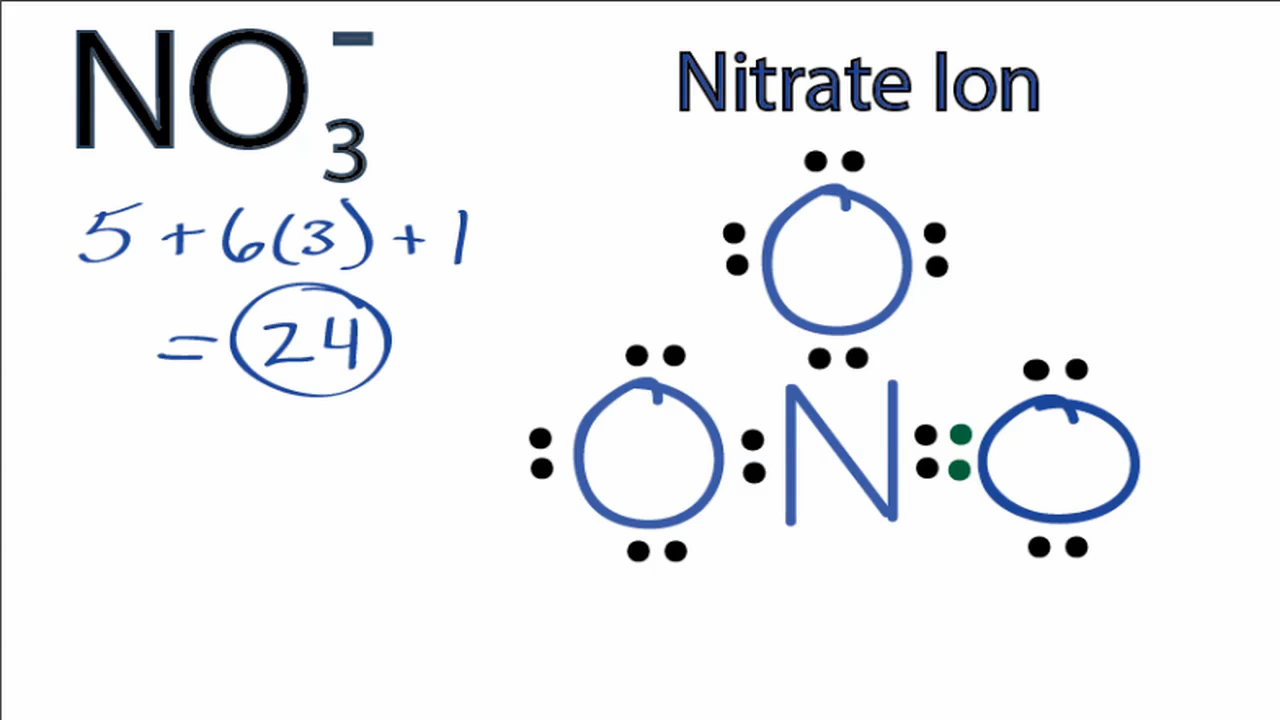 NO₃⁻
Nitrate Ion
5 + 6(3) + 1
= 24
O
O N O